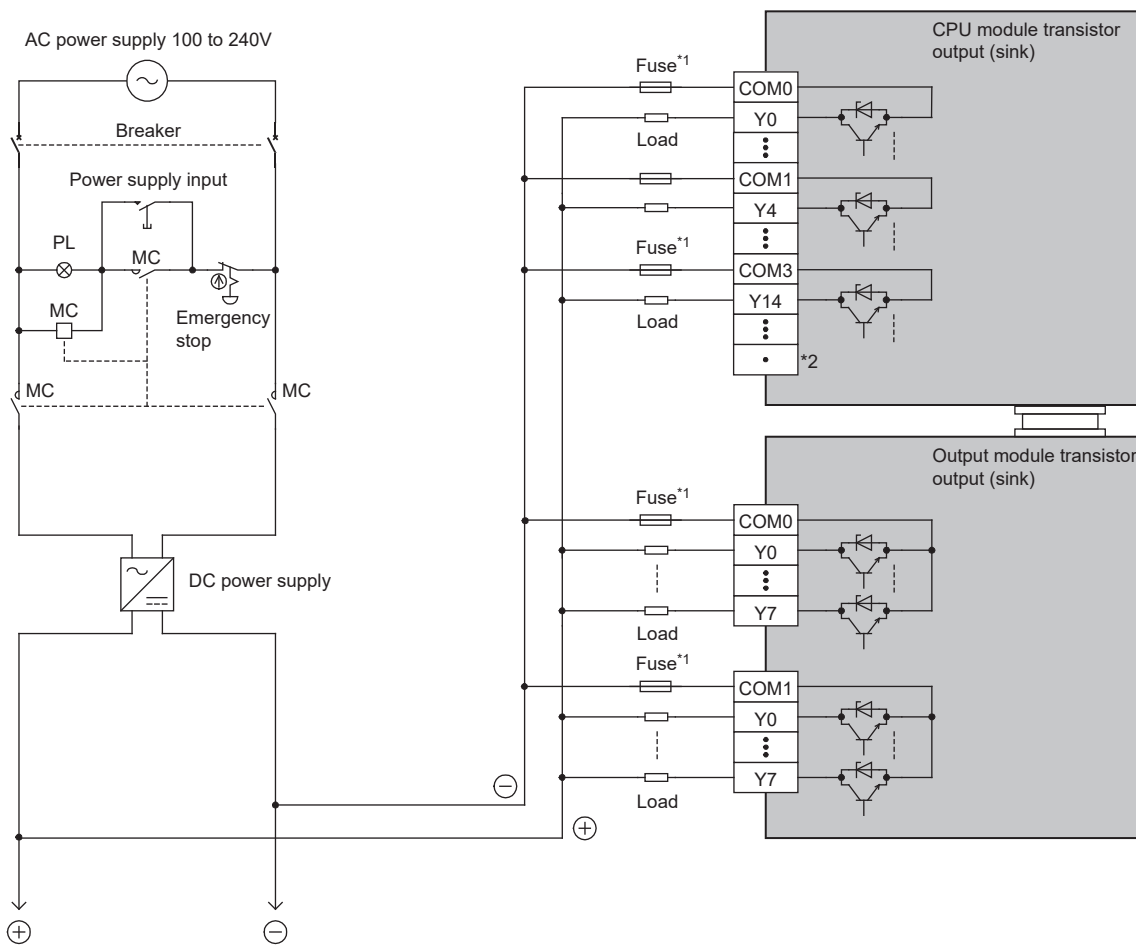 AC power supply 100 to 240V
Breaker
Power supply input
PL
MC
MC
Emergency
stop
MC
MC
DC power supply
CPU module transistor
output (sink)
Fuse*1
COM0
Y0
Load
COM1
Y4
Fuse*1
COM3
Y14
Load
*2
Output module transistor
output (sink)
Fuse*1
COM0
Y0
Y7
Load
Fuse*1
COM1
Y0
Y7
Load